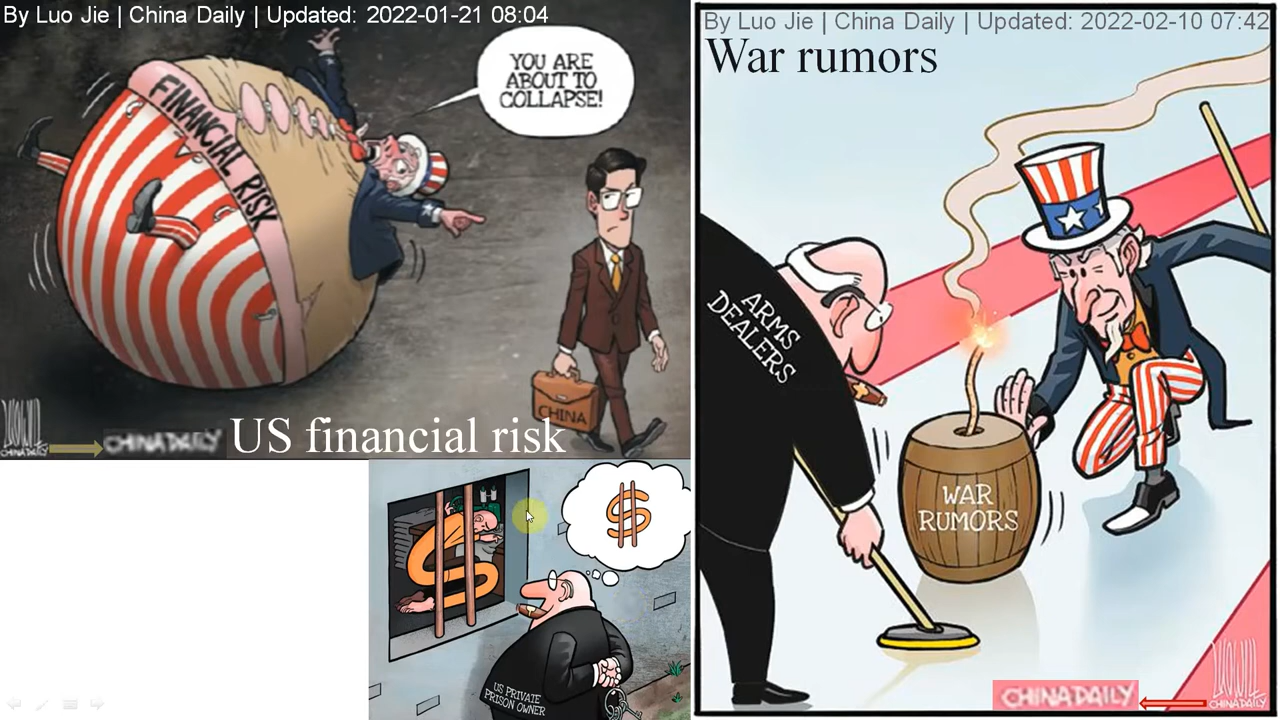 By Luo Jie | China Daily | Updated: 2022-01-21 08:04
YOU ARE
ABOUT TO
COLLAPSE!
FINANCIAL RISK
CHINA
CHINADAILY
CHINADAILY
US financial risk
US PRIVATE
PRISON OWNER
By Luo Jie | China Daily | Updated: 2022-02-10 07:42
War rumors
ARMS
DEALERS
WAR
RUMORS
CHINADAILY
CHINADAILY